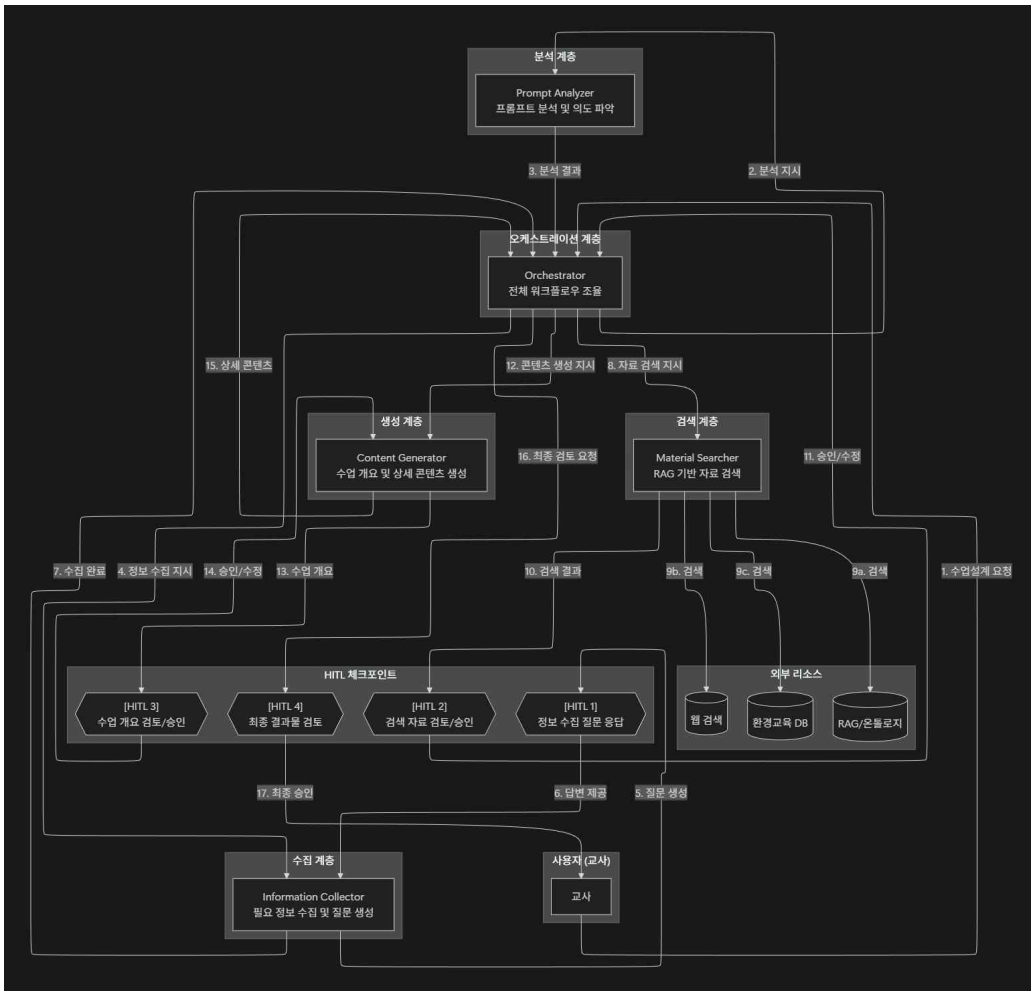 분석 계층
Prompt Analyzer
프롬프트 분석 및 의도 파악
3. 분석 결과
2. 분석 지시
오케스트레이션 계층
Orchestrator
전체 워크플로우 조율
15. 상세 콘텐츠
12. 콘텐츠 생성 지시
8. 자료 검색 지시
생성 계층
Content Generator
수업 개요 및 상세 콘텐츠 생성
16. 최종 검토 요청
검색 계층
Material Searcher
RAG 기반 자료 검색
11. 승인/수정
7. 수집 완료
4. 정보 수집 지시
14. 승인/수정
13. 수업 개요
10. 검색 결과
9b. 검색
9c. 검색
9a. 검색
1. 수업설계 요청
HITL 체크포인트
[HITL 3]
수업 개요 검토/승인
[HITL 4]
최종 결과물 검토
[HITL 2]
검색 자료 검토/승인
[HITL 1]
정보 수집 질문 응답
외부 리소스
웹 검색
환경교육 DB
RAG/온톨로지
17. 최종 승인
6. 답변 제공
5. 질문 생성
수집 계층
Information Collector
필요 정보 수집 및 질문 생성
사용자 (교사)
교사